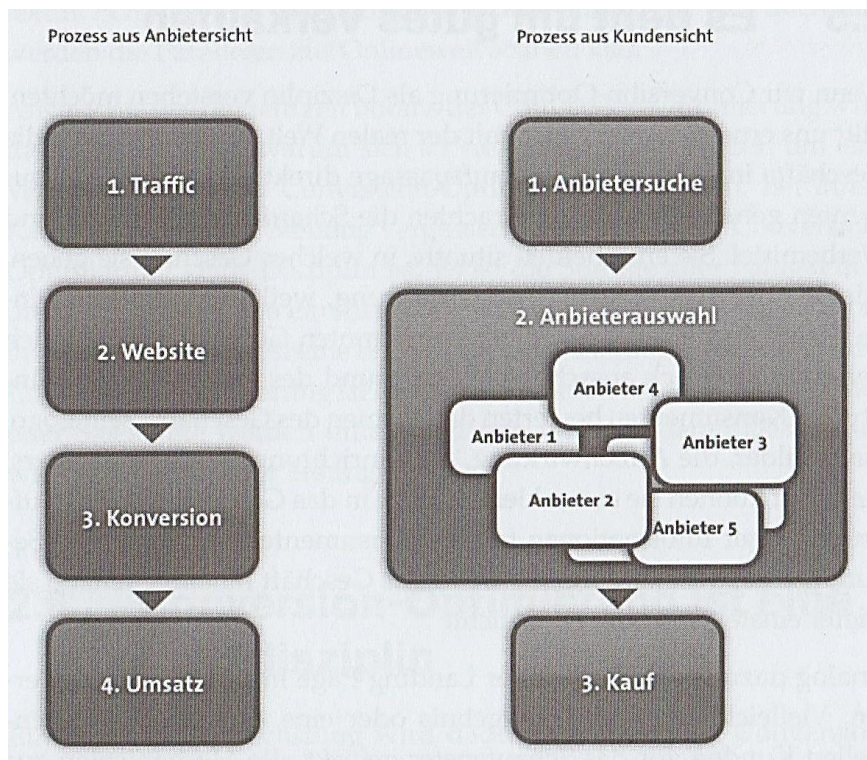 Prozess aus Anbietersicht
1. Traffic
2. Website
3. Konversion
4. Umsatz
Prozess aus Kundensicht
1. Anbietersuche
2. Anbieterauswahl
Anbieter 4
Anbieter 1
Anbieter 3
Anbieter 2
Anbieter 5
3. Kauf